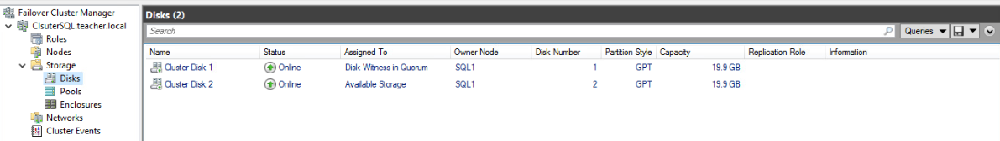 Failover Cluster Manager
ClsuterSQL.teacher.local
Roles
Nodes
Storage
Disks
Pools
Enclosures
Networks
Cluster Events
Disks (2)
Search
Queries
Name Status Assigned To Owner Node Disk Number Partition Style Capacity Replication Role Information
Cluster Disk 1 Online Disk Witness in Quorum SQL1 1 GPT 19.9 GB
Cluster Disk 2 Online Available Storage SQL1 2 GPT 19.9 GB